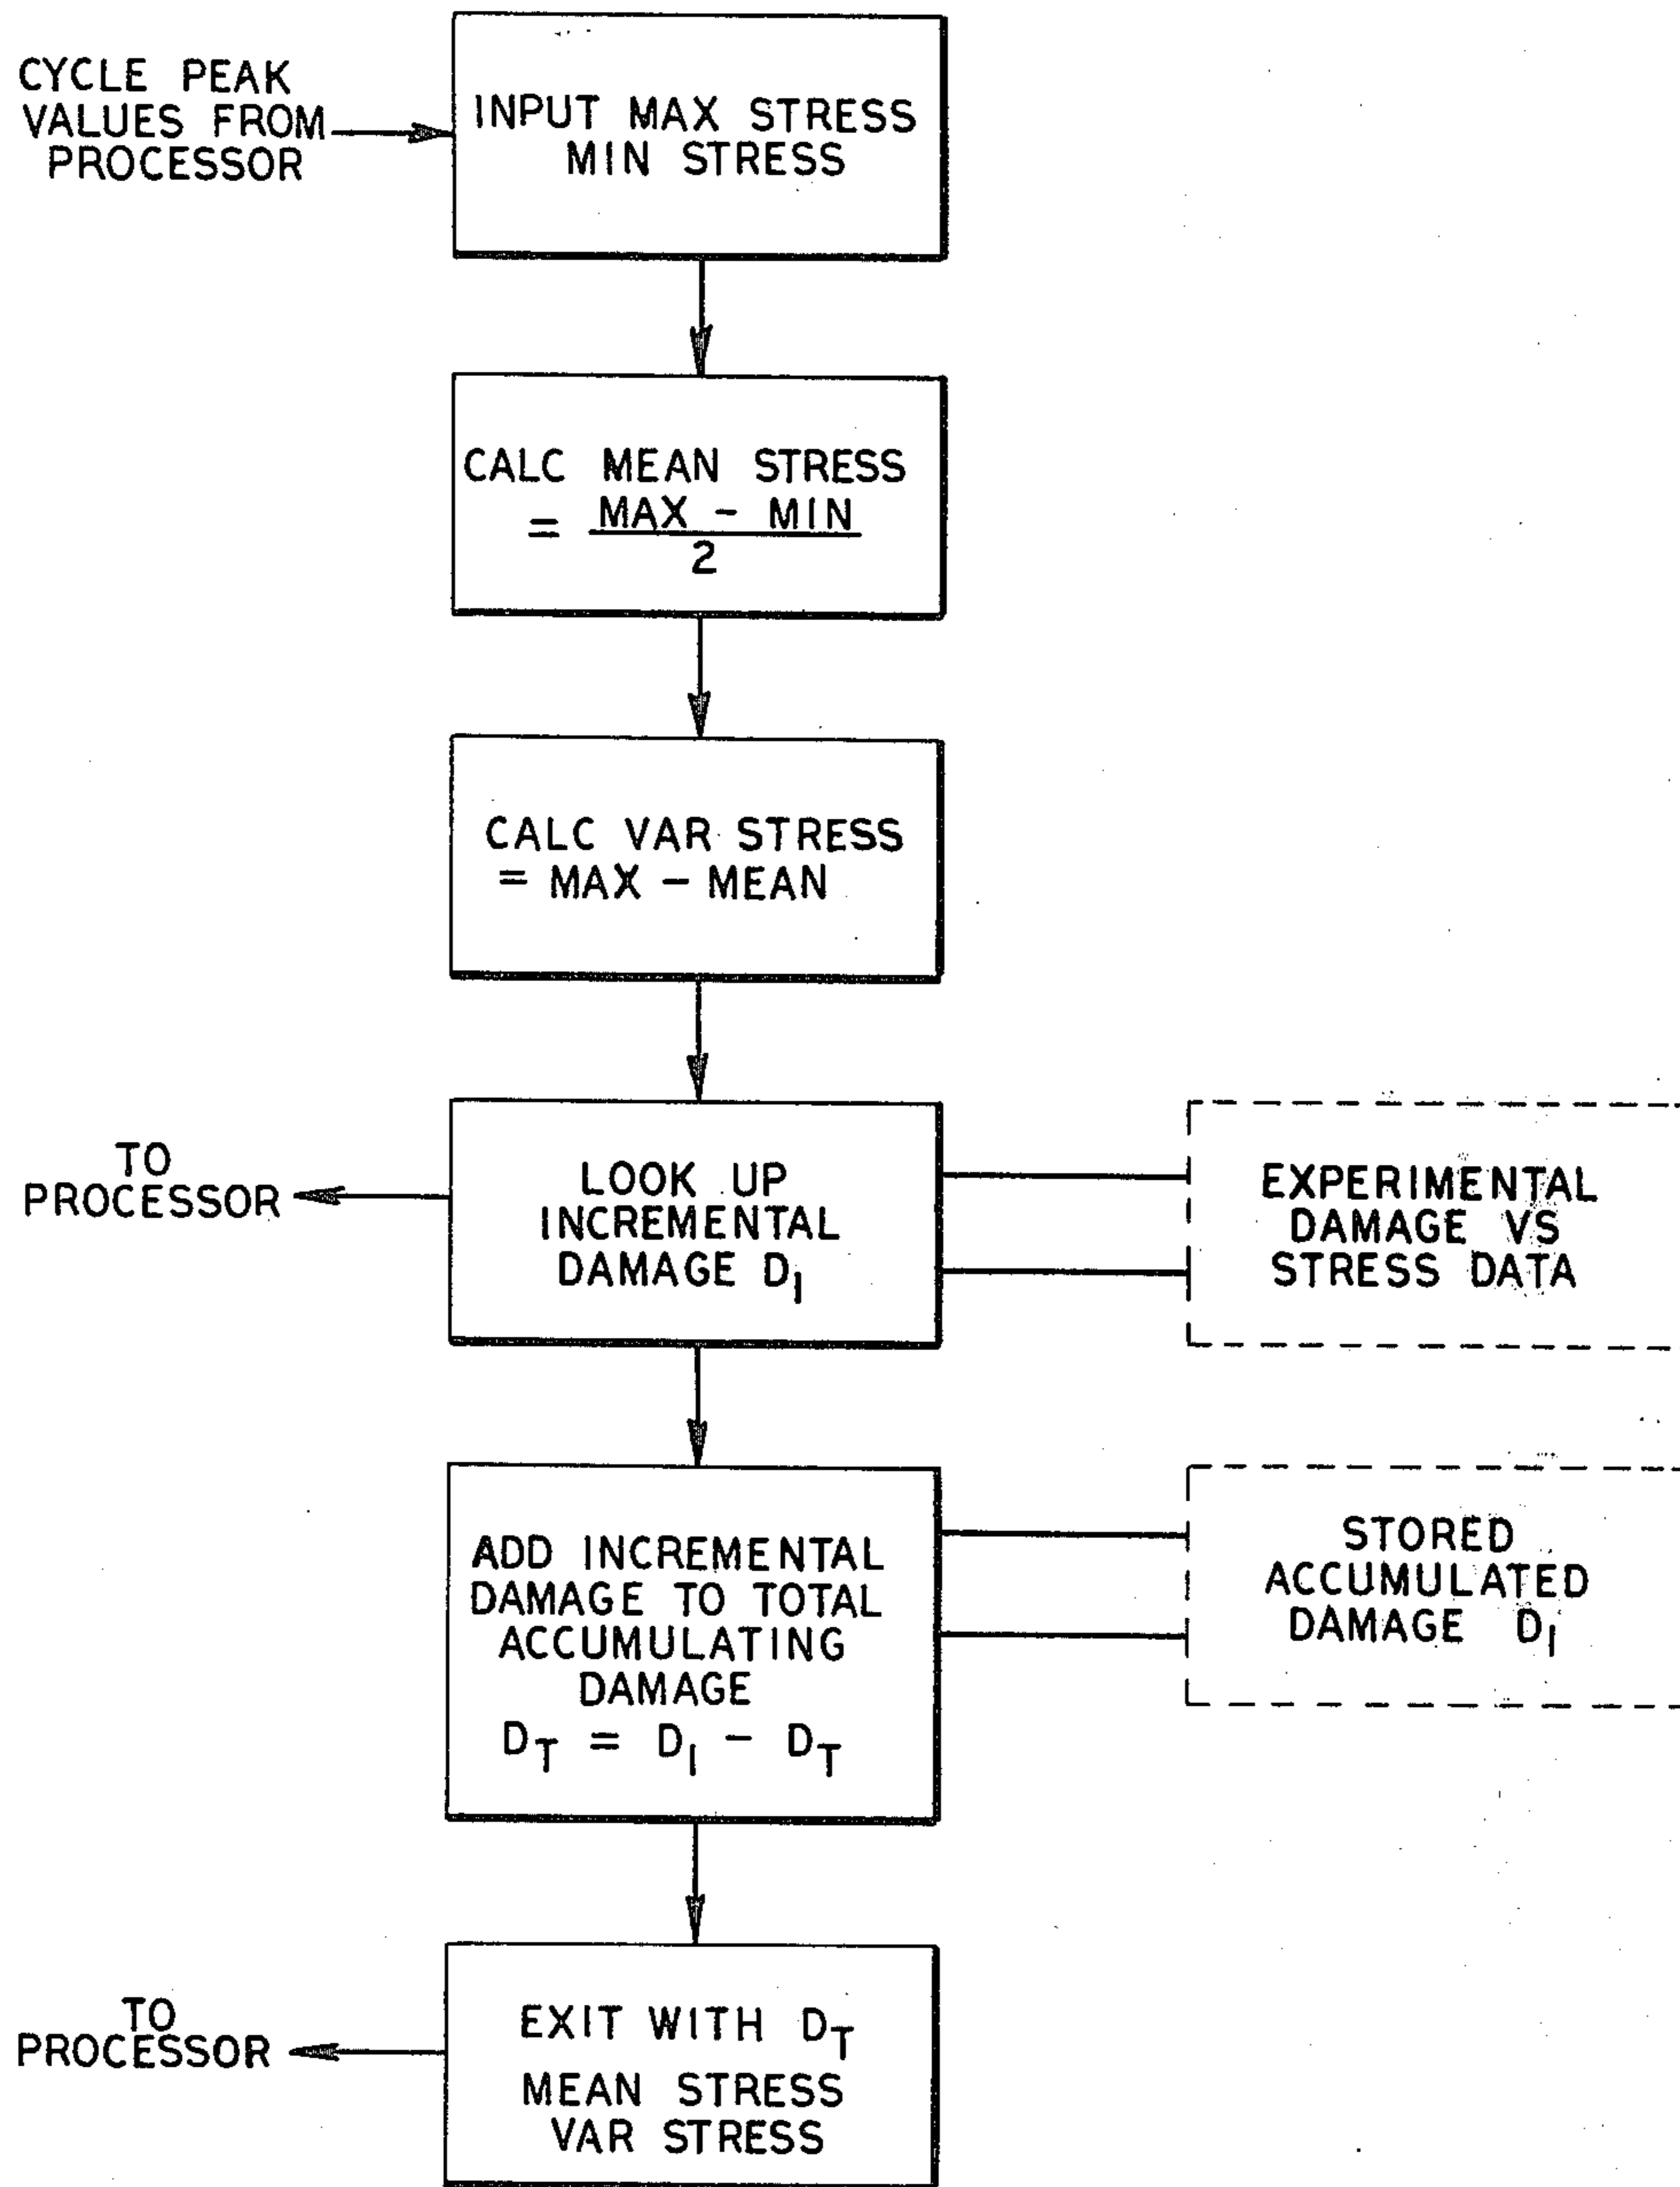 CYCLE PEAK
VALUES FROM
PROCESSOR
INPUT MAX STRESS
MIN STRESS
CALC MEAN STRESS
= MAX - MIN
2
CALC VAR STRESS
= MAX - MEAN
TO
PROCESSOR
LOOK UP
INCREMENTAL
DAMAGE D_I
EXPERIMENTAL
DAMAGE VS
STRESS DATA
ADD INCREMENTAL
DAMAGE TO TOTAL
ACCUMULATING
DAMAGE
D_T = D_I - D_T
STORED
ACCUMULATED
DAMAGE D_I
TO
PROCESSOR
EXIT WITH D_T
MEAN STRESS
VAR STRESS